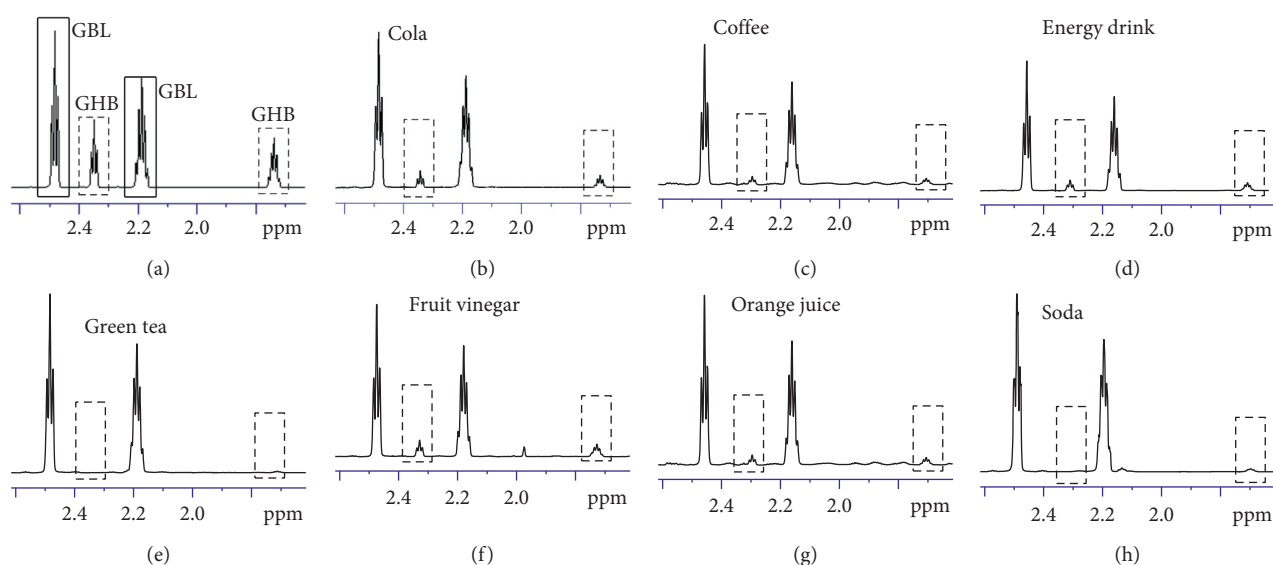 GBL
GHB
GBL
GHB
2.4 2.2 2.0 ppm
(a)
Cola
2.4 2.2 2.0 ppm
(b)
Coffee
2.4 2.2 2.0 ppm
(c)
Energy drink
2.4 2.2 2.0 ppm
(d)
Green tea
2.4 2.2 2.0 ppm
(e)
Fruit vinegar
2.4 2.2 2.0 ppm
(f)
Orange juice
2.4 2.2 2.0 ppm
(g)
Soda
2.4 2.2 2.0 ppm
(h)